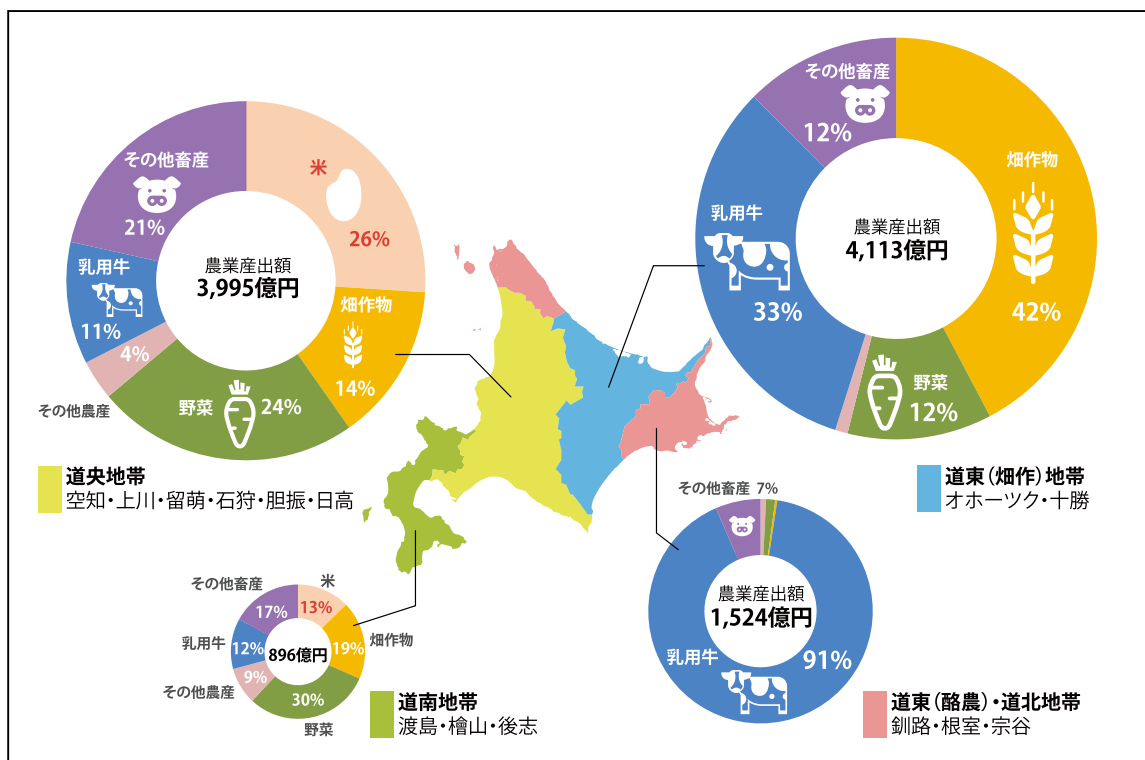 その他畜産
21%
米
26%
乳用牛
11%
農業産出額
3,995億円
畑作物
14%
4%
その他農産
野菜
24%
道央地帯
空知・上川・留萌・石狩・胆振・日高
その他畜産
12%
畑作物
42%
乳用牛
33%
農業産出額
4,113億円
野菜
12%
道東（畑作）地帯
オホーツク・十勝
その他畜産
17%
米
13%
乳用牛
12%
896億円
19%
畑作物
その他農産
9%
30%
野菜
道南地帯
渡島・檜山・後志
その他畜産 7%
農業産出額
1,524億円
乳用牛
91%
道東（酪農）・道北地帯
釧路・根室・宗谷